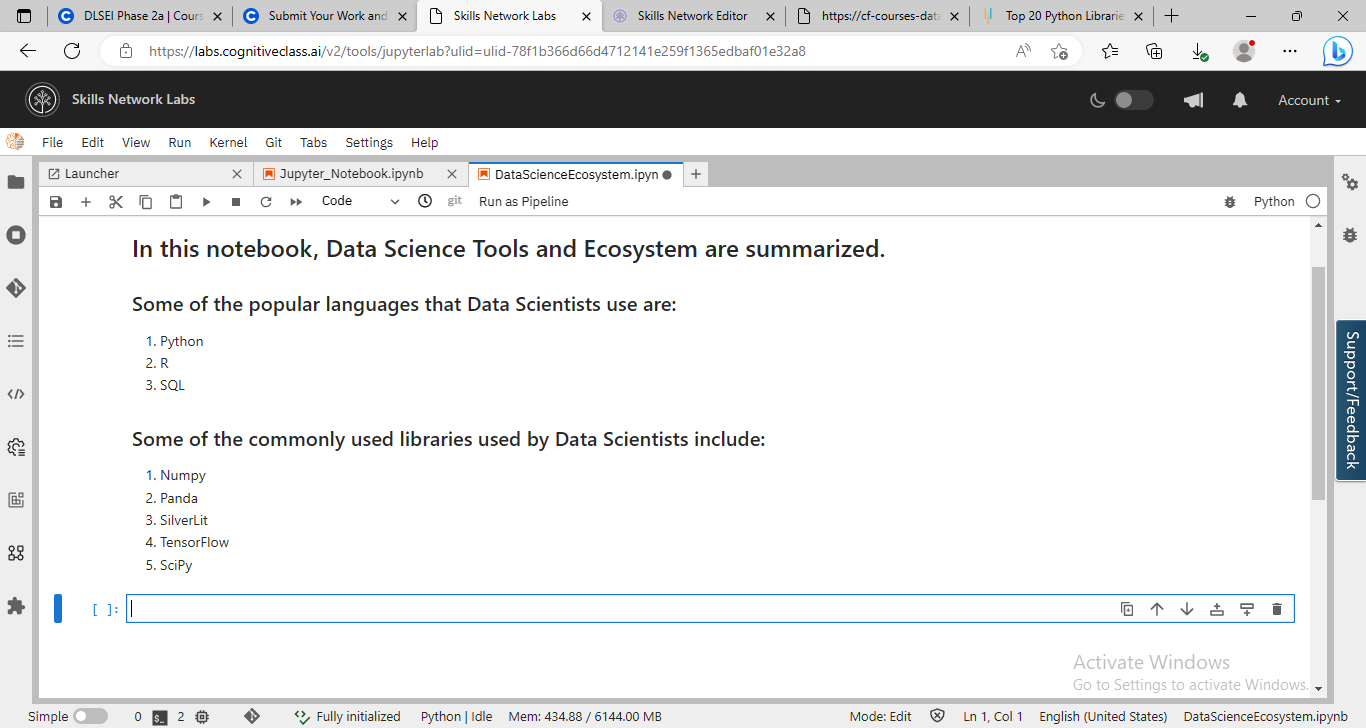 DLSEI Phase 2a | Cours
Submit Your Work and
Skills Network Labs
Skills Network Editor
https://cf-courses-data
Top 20 Python Librarie
https://labs.cognitiveclass.ai/v2/tools/jupyterlab?ulid=ulid-78f1b366d66d4712141e259f1365edbaf01e32a8
Skills Network Labs
Account
File Edit View Run Kernel Git Tabs Settings Help
Launcher
Jupyter_Notebook.ipynb
DataScienceEcosystem.ipyn
Code
git
Run as Pipeline
Python
In this notebook, Data Science Tools and Ecosystem are summarized.
Some of the popular languages that Data Scientists use are:
1. Python
2. R
3. SQL
Some of the commonly used libraries used by Data Scientists include:
1. Numpy
2. Panda
3. SilverLit
4. TensorFlow
5. SciPy
[ ]:
Support/Feedback
Activate Windows
Go to Settings to activate Windows.
Simple 0 2 Fully initialized Python | Idle Mem: 434.88 / 6144.00 MB Mode: Edit Ln 1, Col 1 English (United States) DataScienceEcosystem.ipynb